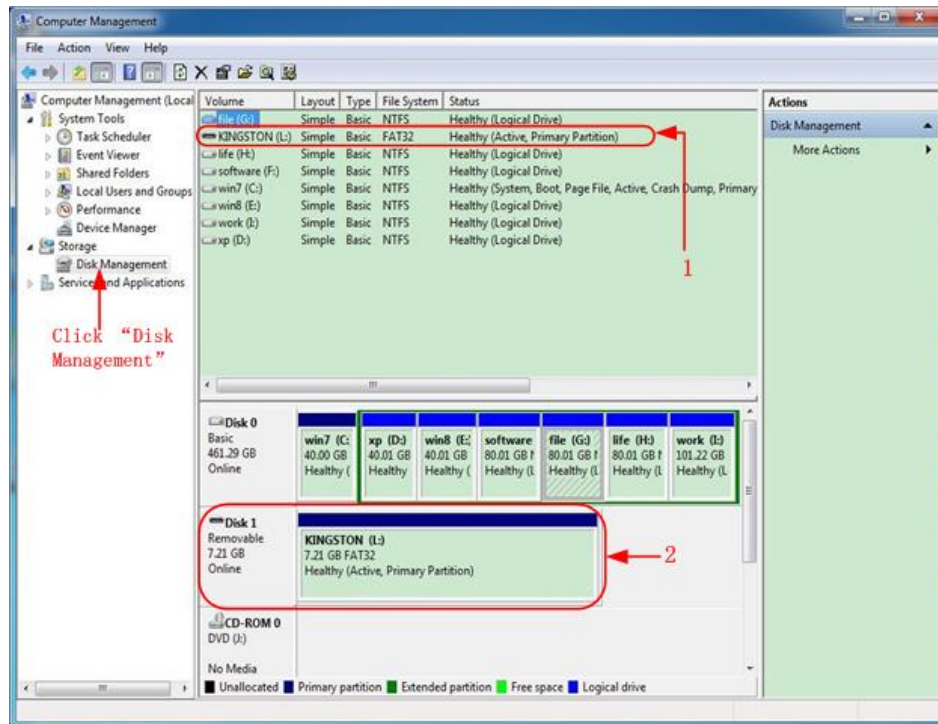 Computer Management
File Action View Help
Computer Management (Local
System Tools
Task Scheduler
Event Viewer
Shared Folders
Local Users and Groups
Performance
Device Manager
Storage
Disk Management
Services and Applications
Click “Disk
Management”
Volume Layout Type File System Status
file (G:) Simple Basic NTFS Healthy (Logical Drive)
KINGSTON (L:) Simple Basic FAT32 Healthy (Active, Primary Partition)
life (H:) Simple Basic NTFS Healthy (Logical Drive)
software (F:) Simple Basic NTFS Healthy (Logical Drive)
win7 (C:) Simple Basic NTFS Healthy (System, Boot, Page File, Active, Crash Dump, Primary
win8 (E:) Simple Basic NTFS Healthy (Logical Drive)
work (I:) Simple Basic NTFS Healthy (Logical Drive)
xp (D:) Simple Basic NTFS Healthy (Logical Drive)
1
Actions
Disk Management
More Actions
Disk 0
Basic
461.29 GB
Online
win7 (C:
40.00 GB
Healthy (
xp (D:)
40.01 GB
Healthy
win8 (E:
40.01 GB
Healthy (
software
80.01 GB N
Healthy (L
file (G:)
80.01 GB N
Healthy (L
life (H:)
80.01 GB N
Healthy (L
work (I:)
101.22 GB
Healthy (L
Disk 1
Removable
7.21 GB
Online
KINGSTON (L:)
7.21 GB FAT32
Healthy (Active, Primary Partition)
2
CD-ROM 0
DVD (J:)
No Media
Unallocated Primary partition Extended partition Free space Logical drive